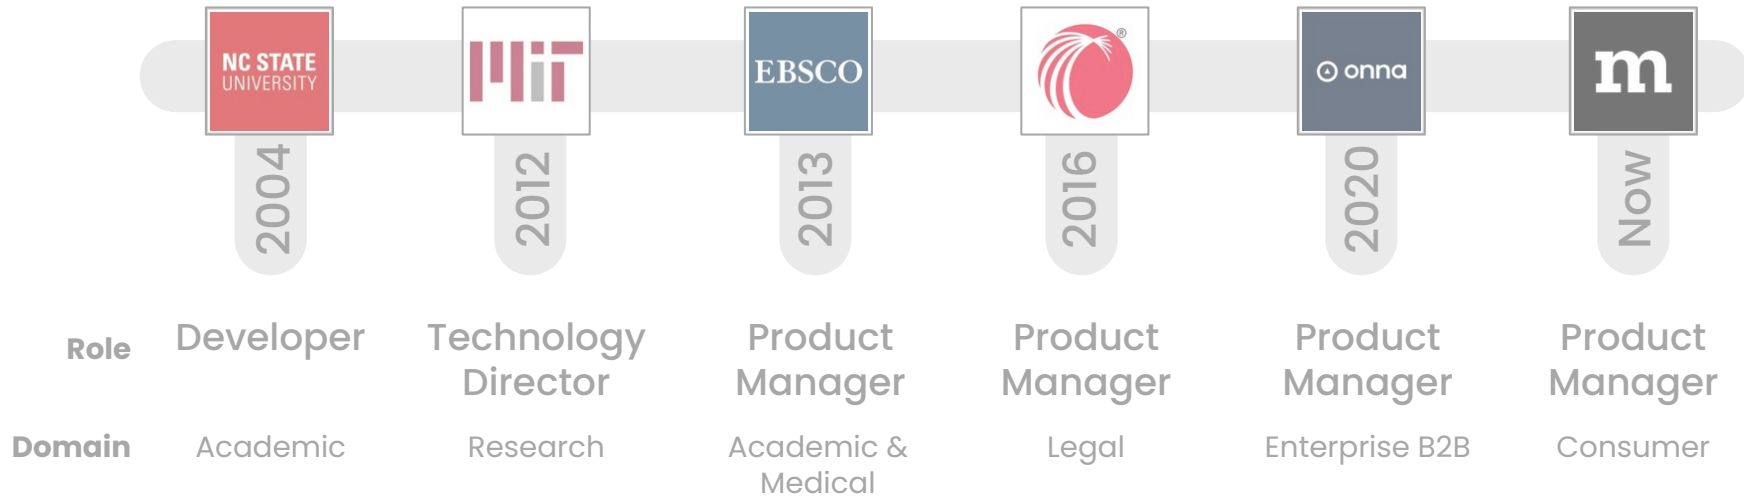 NC STATE
UNIVERSITY
MiT
EBSCO
®
onna
m
2004
2012
2013
2016
2020
Now
Role
Developer
Technology
Director
Product
Manager
Product
Manager
Product
Manager
Product
Manager
Domain
Academic
Research
Academic &
Medical
Legal
Enterprise B2B
Consumer